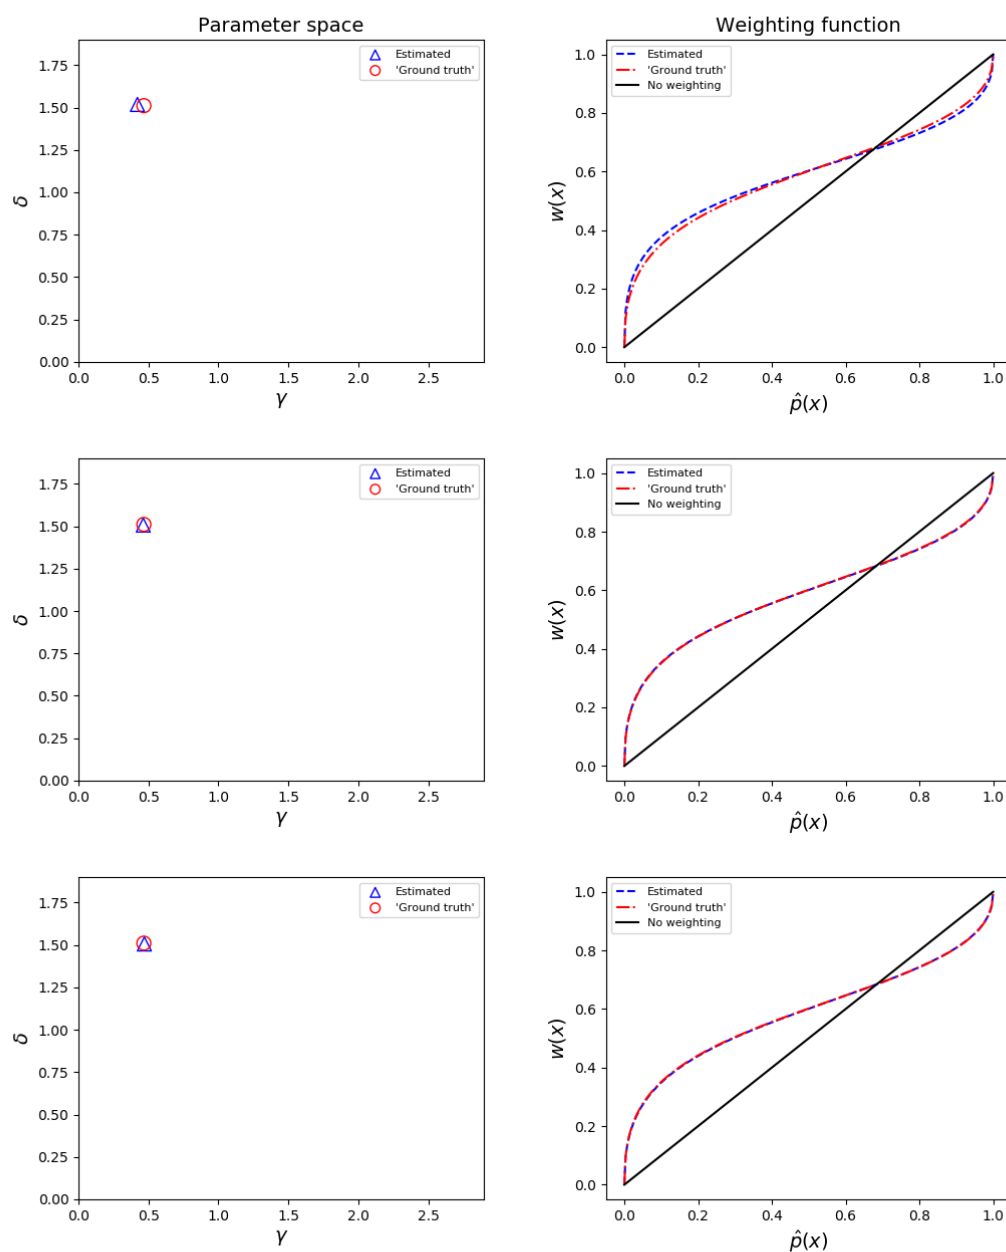 Parameter space
Weighting function
1.75
1.50
1.25
1.00
0.75
0.50
0.25
0.00
δ
0.0 0.5 1.0 1.5 2.0 2.5
γ
Estimated
'Ground truth'
1.0
0.8
0.6
0.4
0.2
0.0
w(x)
0.0 0.2 0.4 0.6 0.8 1.0
p̂(x)
Estimated
'Ground truth'
No weighting
1.75
1.50
1.25
1.00
0.75
0.50
0.25
0.00
δ
0.0 0.5 1.0 1.5 2.0 2.5
γ
Estimated
'Ground truth'
1.0
0.8
0.6
0.4
0.2
0.0
w(x)
0.0 0.2 0.4 0.6 0.8 1.0
p̂(x)
Estimated
'Ground truth'
No weighting
1.75
1.50
1.25
1.00
0.75
0.50
0.25
0.00
δ
0.0 0.5 1.0 1.5 2.0 2.5
γ
Estimated
'Ground truth'
1.0
0.8
0.6
0.4
0.2
0.0
w(x)
0.0 0.2 0.4 0.6 0.8 1.0
p̂(x)
Estimated
'Ground truth'
No weighting